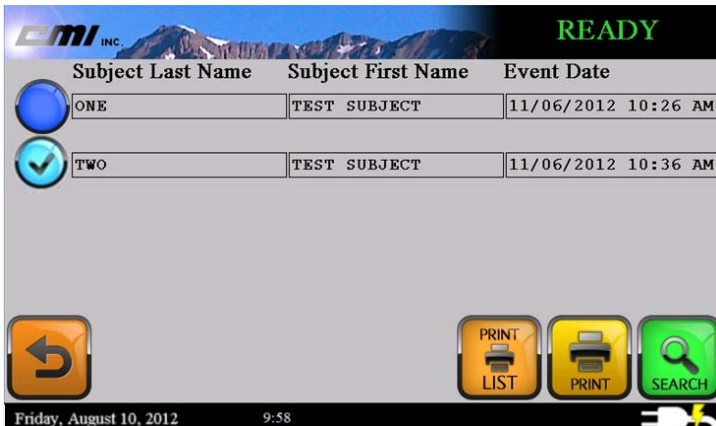 CMI INC. READY
Subject Last Name Subject First Name Event Date
ONE TEST SUBJECT 11/06/2012 10:26 AM
TWO TEST SUBJECT 11/06/2012 10:36 AM
PRINT
LIST PRINT SEARCH
Friday, August 10, 2012 9:58